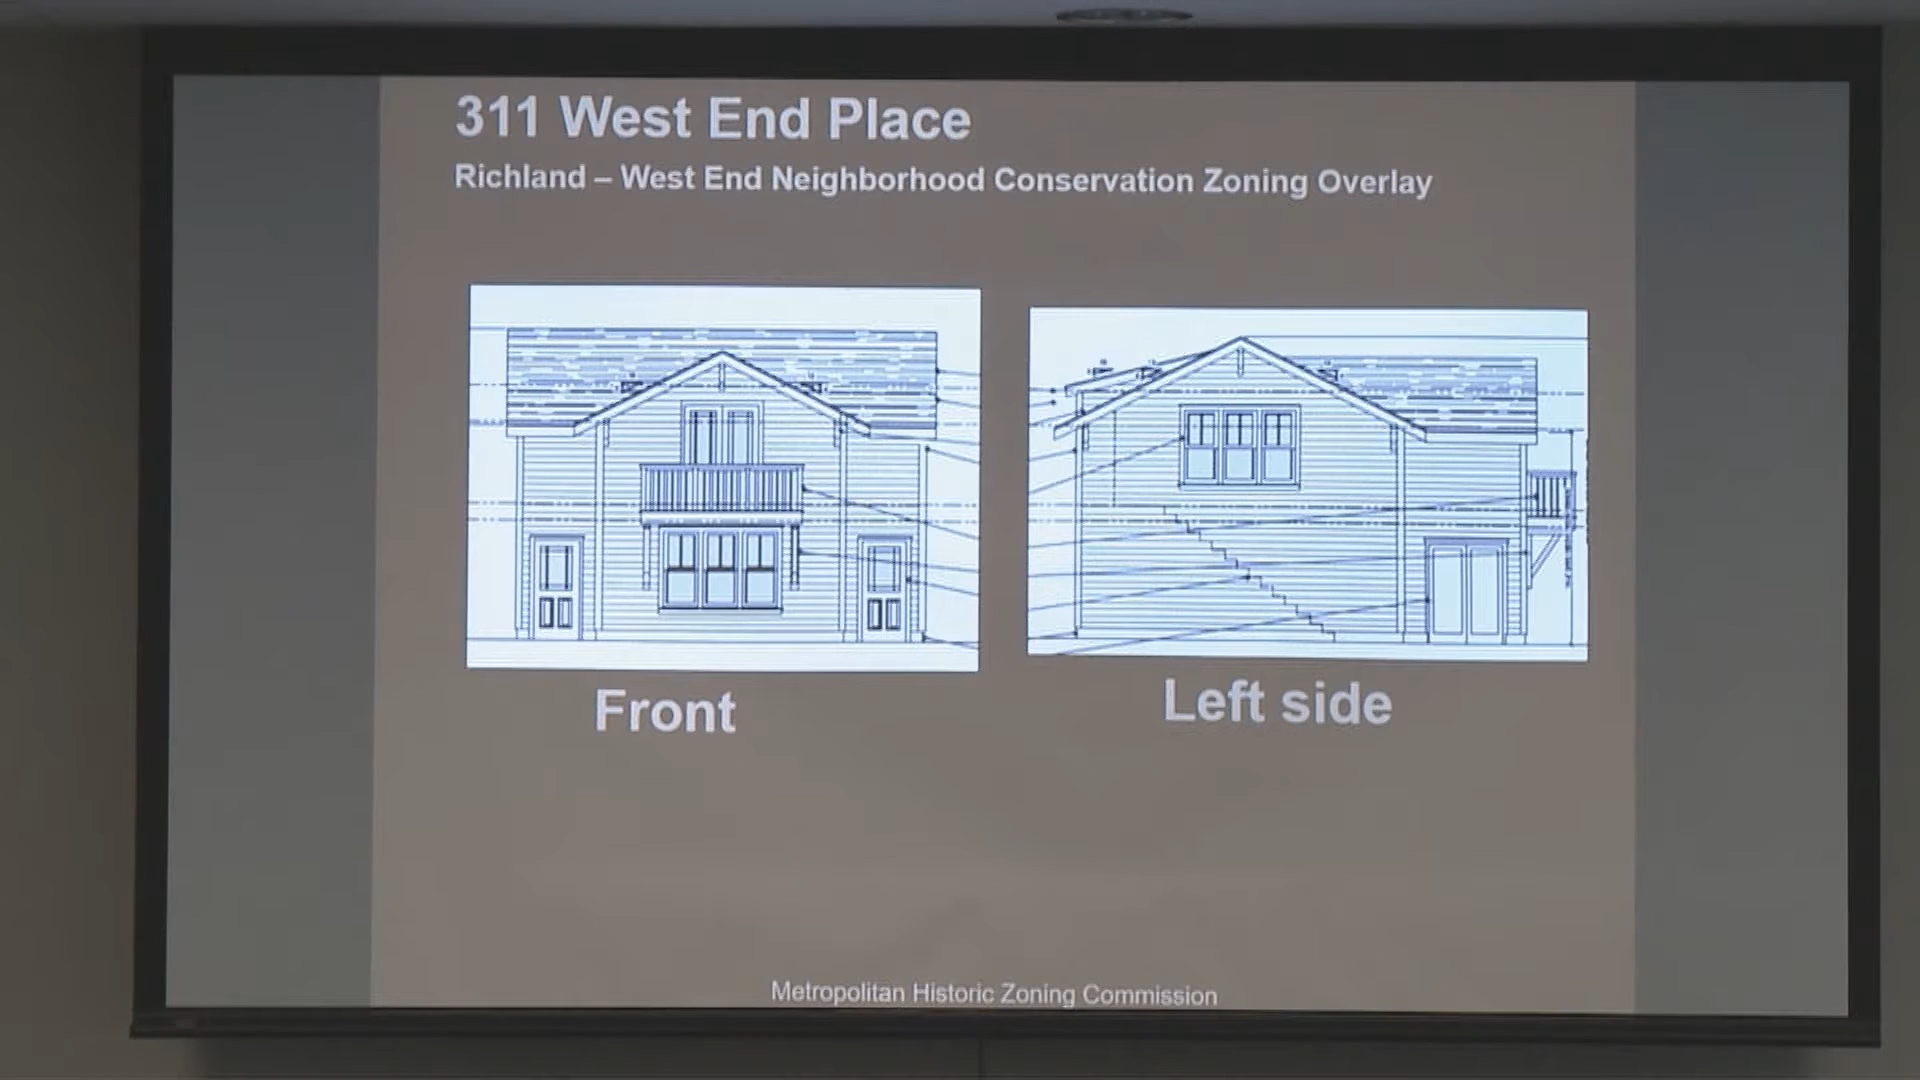 311 West End Place
Richland – West End Neighborhood Conservation Zoning Overlay
Front
Left side
Metropolitan Historic Zoning Commission